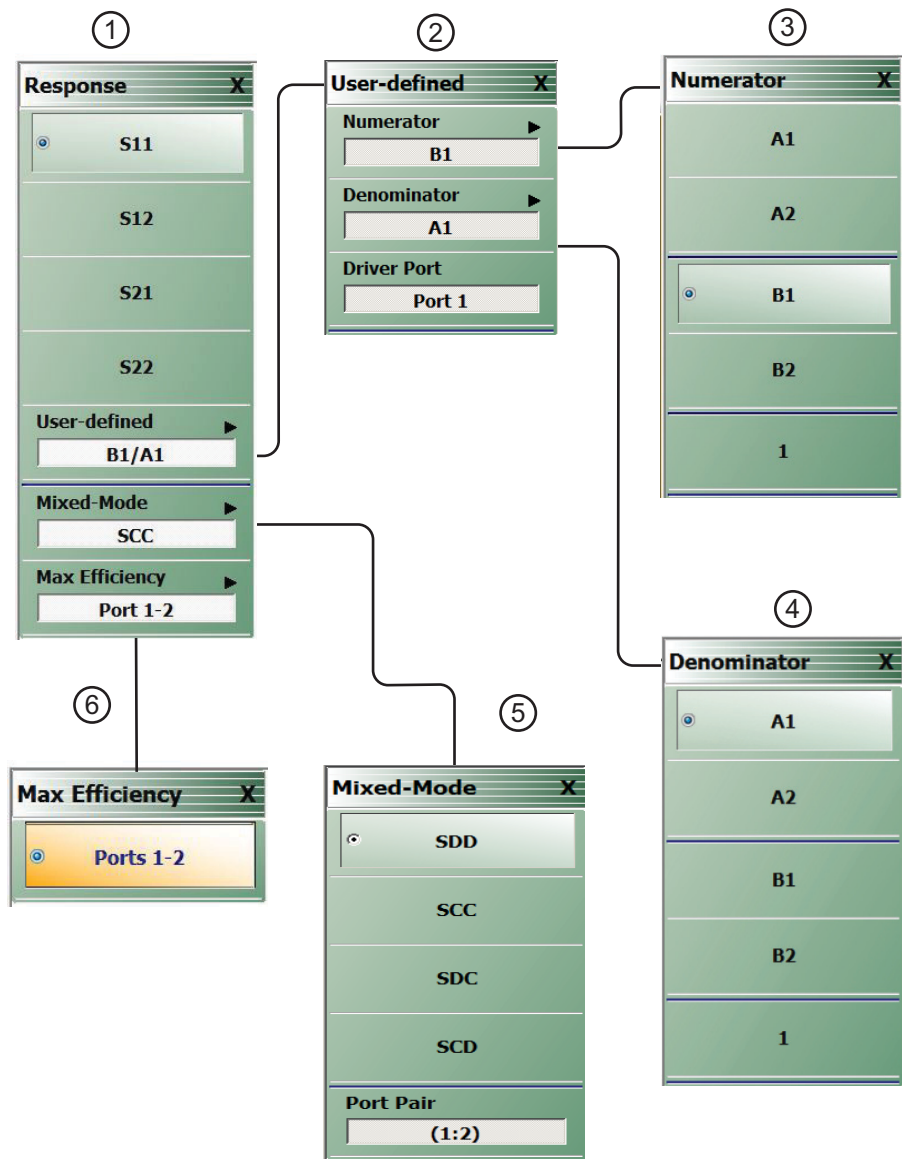 1
Response X
S11
S12
S21
S22
User-defined
B1/A1
Mixed-Mode
SCC
Max Efficiency
Port 1-2
2
User-defined X
Numerator
B1
Denominator
A1
Driver Port
Port 1
3
Numerator X
A1
A2
B1
B2
1
4
Denominator X
A1
A2
B1
B2
1
5
Mixed-Mode X
SDD
SCC
SDC
SCD
Port Pair
(1:2)
6
Max Efficiency X
Ports 1-2